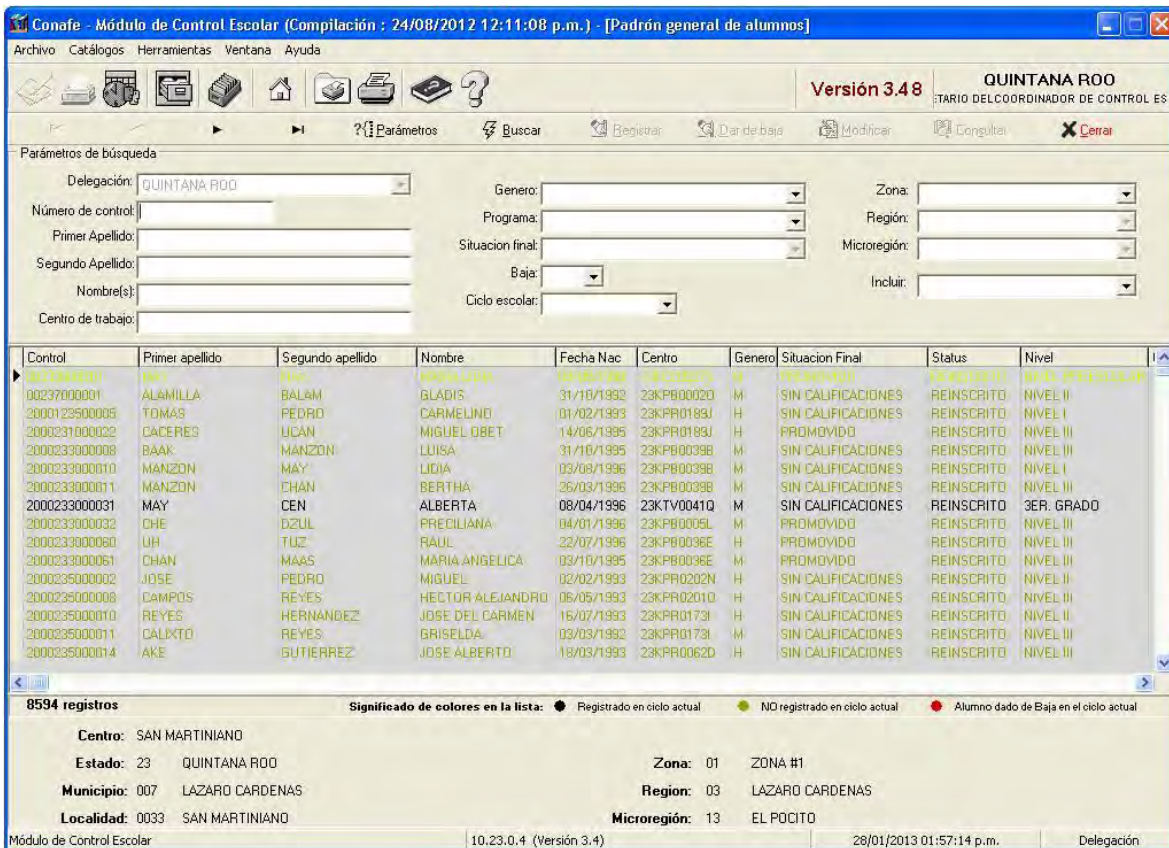 Conafe - Módulo de Control Escolar (Compilación : 24/08/2012 12:11:08 p.m.) - [Padrón general de alumnos]
Archivo Catálogos Herramientas Ventana Ayuda
Versión 3.48 QUINTANA ROO
ETARIO DELCOORDINADOR DE CONTROL ES
?{} Parámetros Buscar Registrar Dar de baja Modificar Consultar Cerrar
Parámetros de búsqueda
Delegación: QUINTANA ROO Genero: Zona:
Número de control: Programa: Región:
Primer Apellido: Situacion final: Microregión:
Segundo Apellido: Baja: Incluir:
Nombre(s): Ciclo escolar:
Centro de trabajo:
Control Primer apellido Segundo apellido Nombre Fecha Nac Centro Genero Situacion Final Status Nivel
00237000001 ALAMILLA BALAM GLADIS 31/10/1992 23KPB0002O M SIN CALIFICACIONES REINSCRITO NIVEL II
2000123500005 TOMAS PEDRO CARMELINO 01/02/1993 23KPR0189J H SIN CALIFICACIONES REINSCRITO NIVEL I
2000231000022 CACERES UCAN MIGUEL OBET 14/06/1995 23KPR0189J H PROMOVIDO REINSCRITO NIVEL III
2000233000008 BAAK MANZON LUISA 31/10/1995 23KPB0039B M SIN CALIFICACIONES REINSCRITO NIVEL III
2000233000010 MANZON MAY LIDIA 03/08/1996 23KPB0039B M SIN CALIFICACIONES REINSCRITO NIVEL I
2000233000011 MANZON CHAN BERTHA 26/03/1996 23KPB0039B M SIN CALIFICACIONES REINSCRITO NIVEL III
2000233000031 MAY CEN ALBERTA 08/04/1996 23KTV0041Q M SIN CALIFICACIONES REINSCRITO 3ER. GRADO
2000233000032 CHE DZUL PRECILIANA 04/01/1996 23KPB0005L M PROMOVIDO REINSCRITO NIVEL III
2000233000060 UH TUZ RAUL 22/07/1996 23KPB0036E H PROMOVIDO REINSCRITO NIVEL III
2000233000061 CHAN MAAS MARIA ANGELICA 03/10/1995 23KPB0036E M PROMOVIDO REINSCRITO NIVEL III
2000235000002 JOSE PEDRO MIGUEL 02/02/1993 23KPR0202N H SIN CALIFICACIONES REINSCRITO NIVEL II
2000235000008 CAMPOS REYES HECTOR ALEJANDRO 06/05/1993 23KPR0201O H SIN CALIFICACIONES REINSCRITO NIVEL III
2000235000010 REYES HERNANDEZ JOSE DEL CARMEN 16/07/1993 23KPR0173I H SIN CALIFICACIONES REINSCRITO NIVEL II
2000235000011 CALIXTO REYES GRISELDA 03/03/1992 23KPR0173I M SIN CALIFICACIONES REINSCRITO NIVEL III
2000235000014 AKE GUTIERREZ JOSE ALBERTO 18/03/1993 23KPR0062D H SIN CALIFICACIONES REINSCRITO NIVEL III
8594 registros Significado de colores en la lista: Registrado en ciclo actual NO registrado en ciclo actual Alumno dado de Baja en el ciclo actual
Centro: SAN MARTINIANO
Estado: 23 QUINTANA ROO Zona: 01 ZONA #1
Municipio: 007 LAZARO CARDENAS Region: 03 LAZARO CARDENAS
Localidad: 0033 SAN MARTINIANO Microregión: 13 EL POCITO
Módulo de Control Escolar 10.23.0.4 (Versión 3.4) 28/01/2013 01:57:14 p.m. Delegación